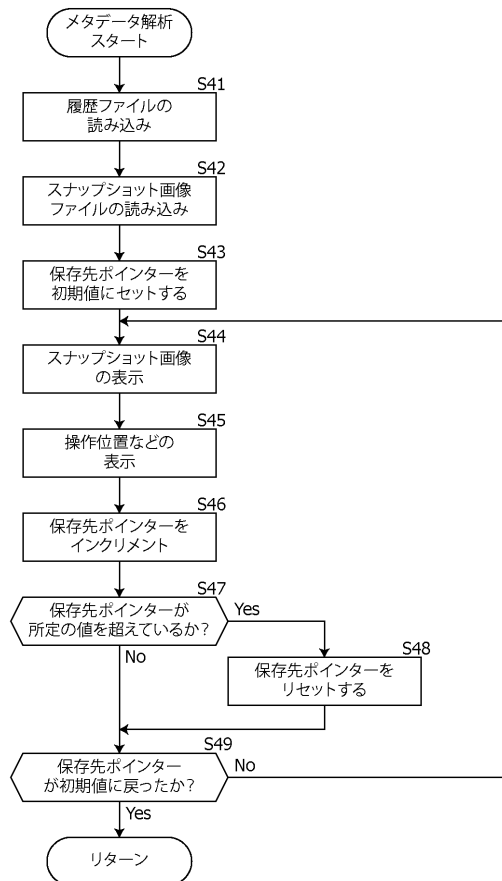 メタデータ解析
スタート
S41
履歴ファイルの
読み込み
S42
スナップショット画像
ファイルの読み込み
S43
保存先ポインターを
初期値にセットする
S44
スナップショット画像
の表示
S45
操作位置などの
表示
S46
保存先ポインターを
インクリメント
S47
保存先ポインターが
所定の値を超えているか?
Yes
No
S48
保存先ポインターを
リセットする
S49
保存先ポインター
が初期値に戻ったか?
No
Yes
リターン